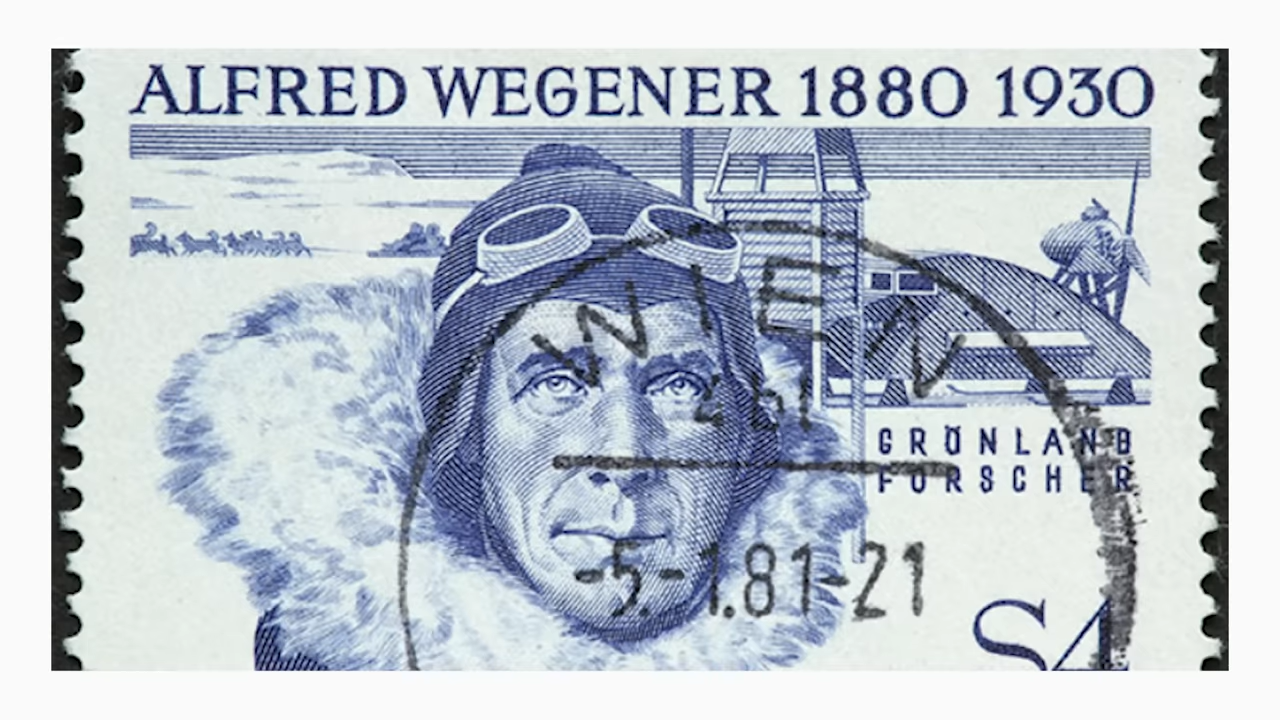 ALFRED WEGENER 1880 1930
WIEN
GRÖNLAND
FORSCHER
-5.-1.81-21
S4